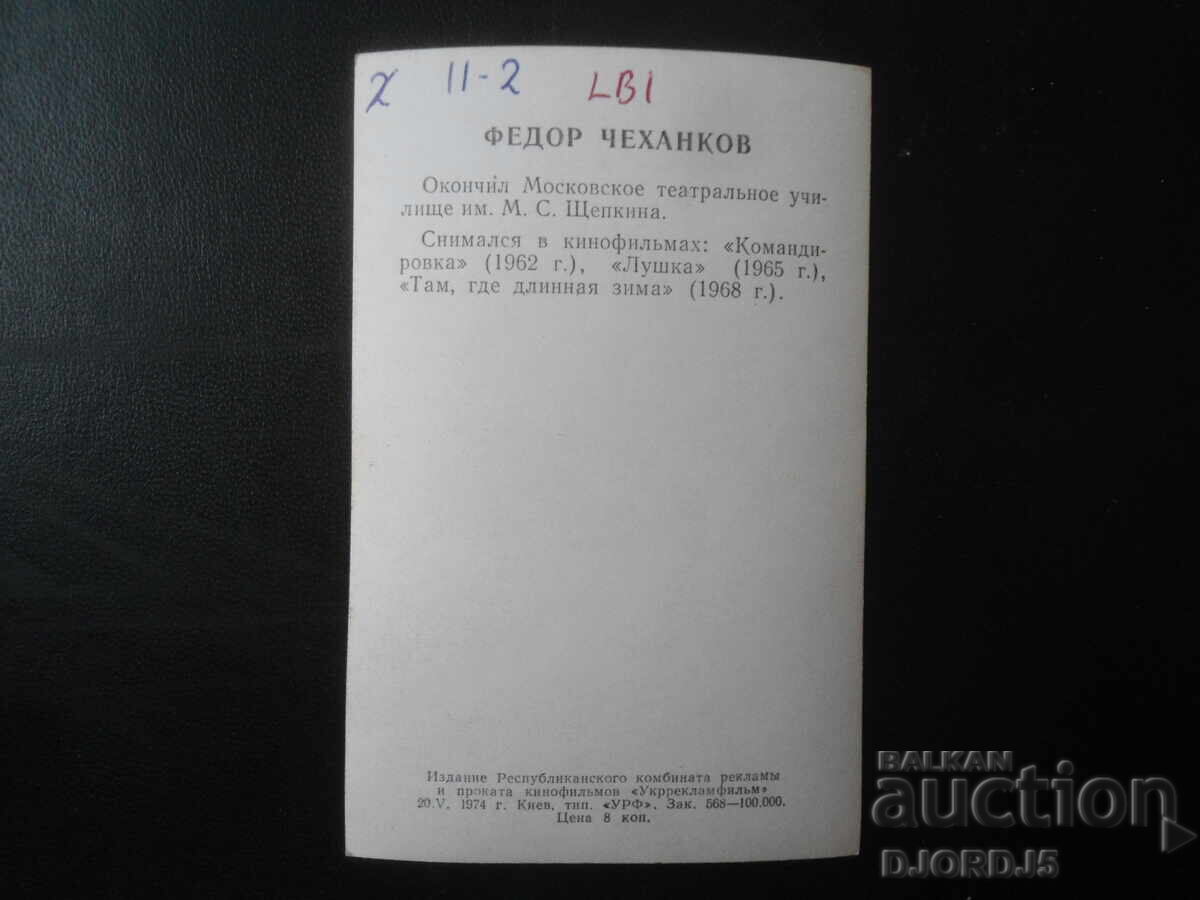 χ 11-2 LB1
ФЕДОР ЧЕХАНКОВ
Окончил Московское театральное учи-
лище им. М. С. Щепкина.
Снимался в кинофильмах: «Команди-
ровка» (1962 г.), «Лушка» (1965 г.),
«Там, где длинная зима» (1968 г.).
Издание Республиканского комбината рекламы
и проката кинофильмов «Укррекламфильм»
20.V. 1974 г. Киев, тип. «УРФ». Зак. 568—100.000.
Цена 8 коп.
BALKAN
auction
DJORDJ5